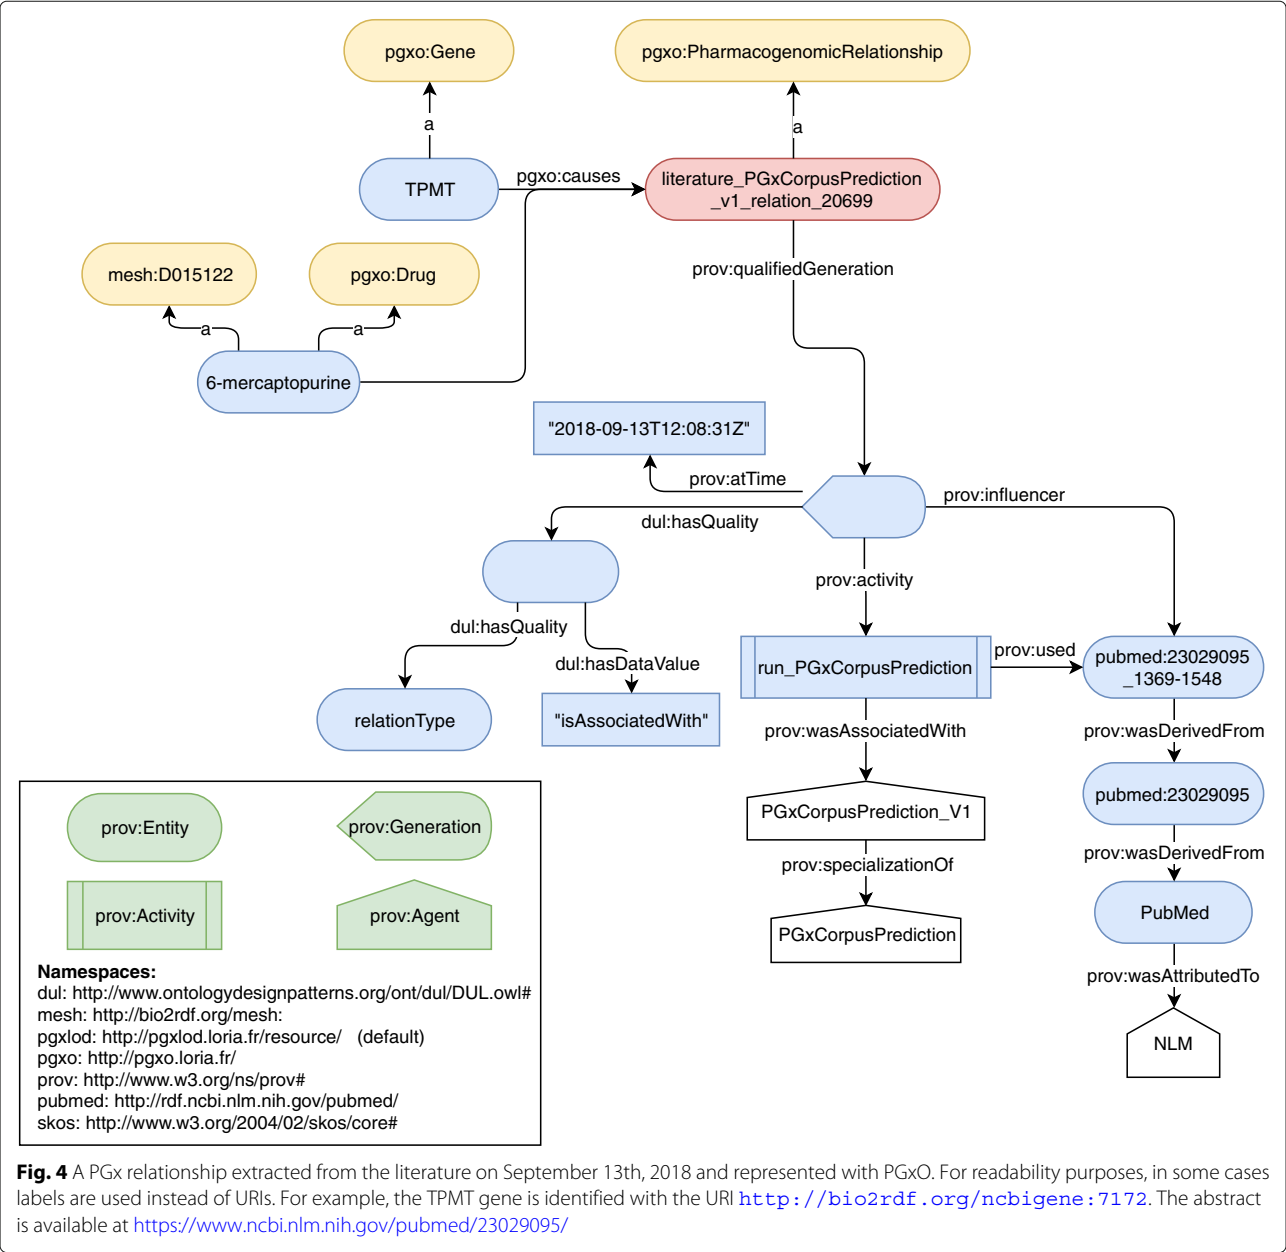 pgxo:Gene
pgxo:PharmacogenomicRelationship
a
a
TPMT
pgxo:causes
literature_PGxCorpusPrediction
_v1_relation_20699
mesh:D015122
pgxo:Drug
prov:qualifiedGeneration
a
a
6-mercaptopurine
"2018-09-13T12:08:31Z"
prov:atTime
prov:influencer
dul:hasQuality
prov:activity
dul:hasQuality
dul:hasDataValue
run_PGxCorpusPrediction
prov:used
pubmed:23029095
_1369-1548
relationType
"isAssociatedWith"
prov:wasAssociatedWith
prov:wasDerivedFrom
PGxCorpusPrediction_V1
pubmed:23029095
prov:specializationOf
prov:wasDerivedFrom
PGxCorpusPrediction
PubMed
prov:wasAttributedTo
NLM
prov:Entity
prov:Generation
prov:Activity
prov:Agent
Namespaces:
dul: http://www.ontologydesignpatterns.org/ont/dul/DUL.owl#
mesh: http://bio2rdf.org/mesh:
pgxlod: http://pgxlod.loria.fr/resource/ (default)
pgxo: http://pgxo.loria.fr/
prov: http://www.w3.org/ns/prov#
pubmed: http://rdf.ncbi.nlm.nih.gov/pubmed/
skos: http://www.w3.org/2004/02/skos/core#
Fig. 4 A PGx relationship extracted from the literature on September 13th, 2018 and represented with PGxO. For readability purposes, in some cases
labels are used instead of URIs. For example, the TPMT gene is identified with the URI http://bio2rdf.org/ncbigene:7172. The abstract
is available at https://www.ncbi.nlm.nih.gov/pubmed/23029095/